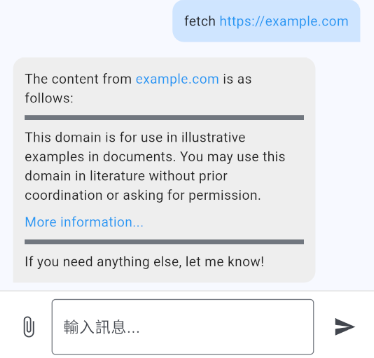 fetch https://example.com
The content from example.com is as
follows:
This domain is for use in illustrative
examples in documents. You may use this
domain in literature without prior
coordination or asking for permission.
More information...
If you need anything else, let me know!
輸入訊息...